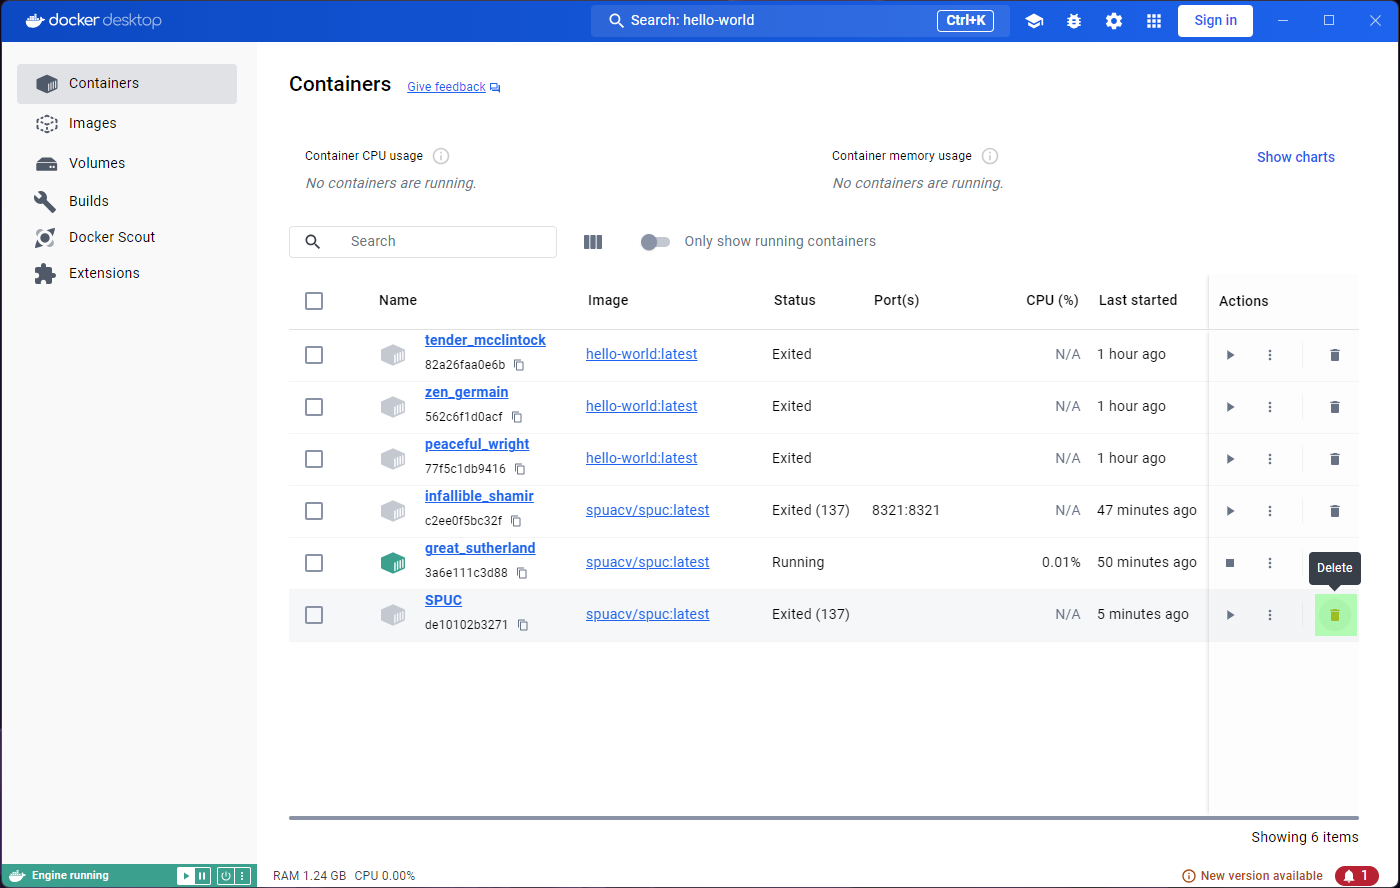 docker desktop
Search: hello-world
Ctrl+K
Sign in
Containers
Images
Volumes
Builds
Docker Scout
Extensions
Containers
Give feedback
Container CPU usage
No containers are running.
Container memory usage
No containers are running.
Show charts
Search
Only show running containers
Name Image Status Port(s) CPU (%) Last started Actions
tender_mcclintock
82a26faa0e6b
hello-world:latest Exited N/A 1 hour ago
zen_germain
562c6f1d0acf
hello-world:latest Exited N/A 1 hour ago
peaceful_wright
77f5c1db9416
hello-world:latest Exited N/A 1 hour ago
infallible_shamir
c2ee0f5bc32f
spuacv/spuc:latest Exited (137) 8321:8321 N/A 47 minutes ago
great_sutherland
3a6e111c3d88
spuacv/spuc:latest Running 0.01% 50 minutes ago
Delete
SPUC
de10102b3271
spuacv/spuc:latest Exited (137) N/A 5 minutes ago
Showing 6 items
Engine running
RAM 1.24 GB CPU 0.00%
New version available
1